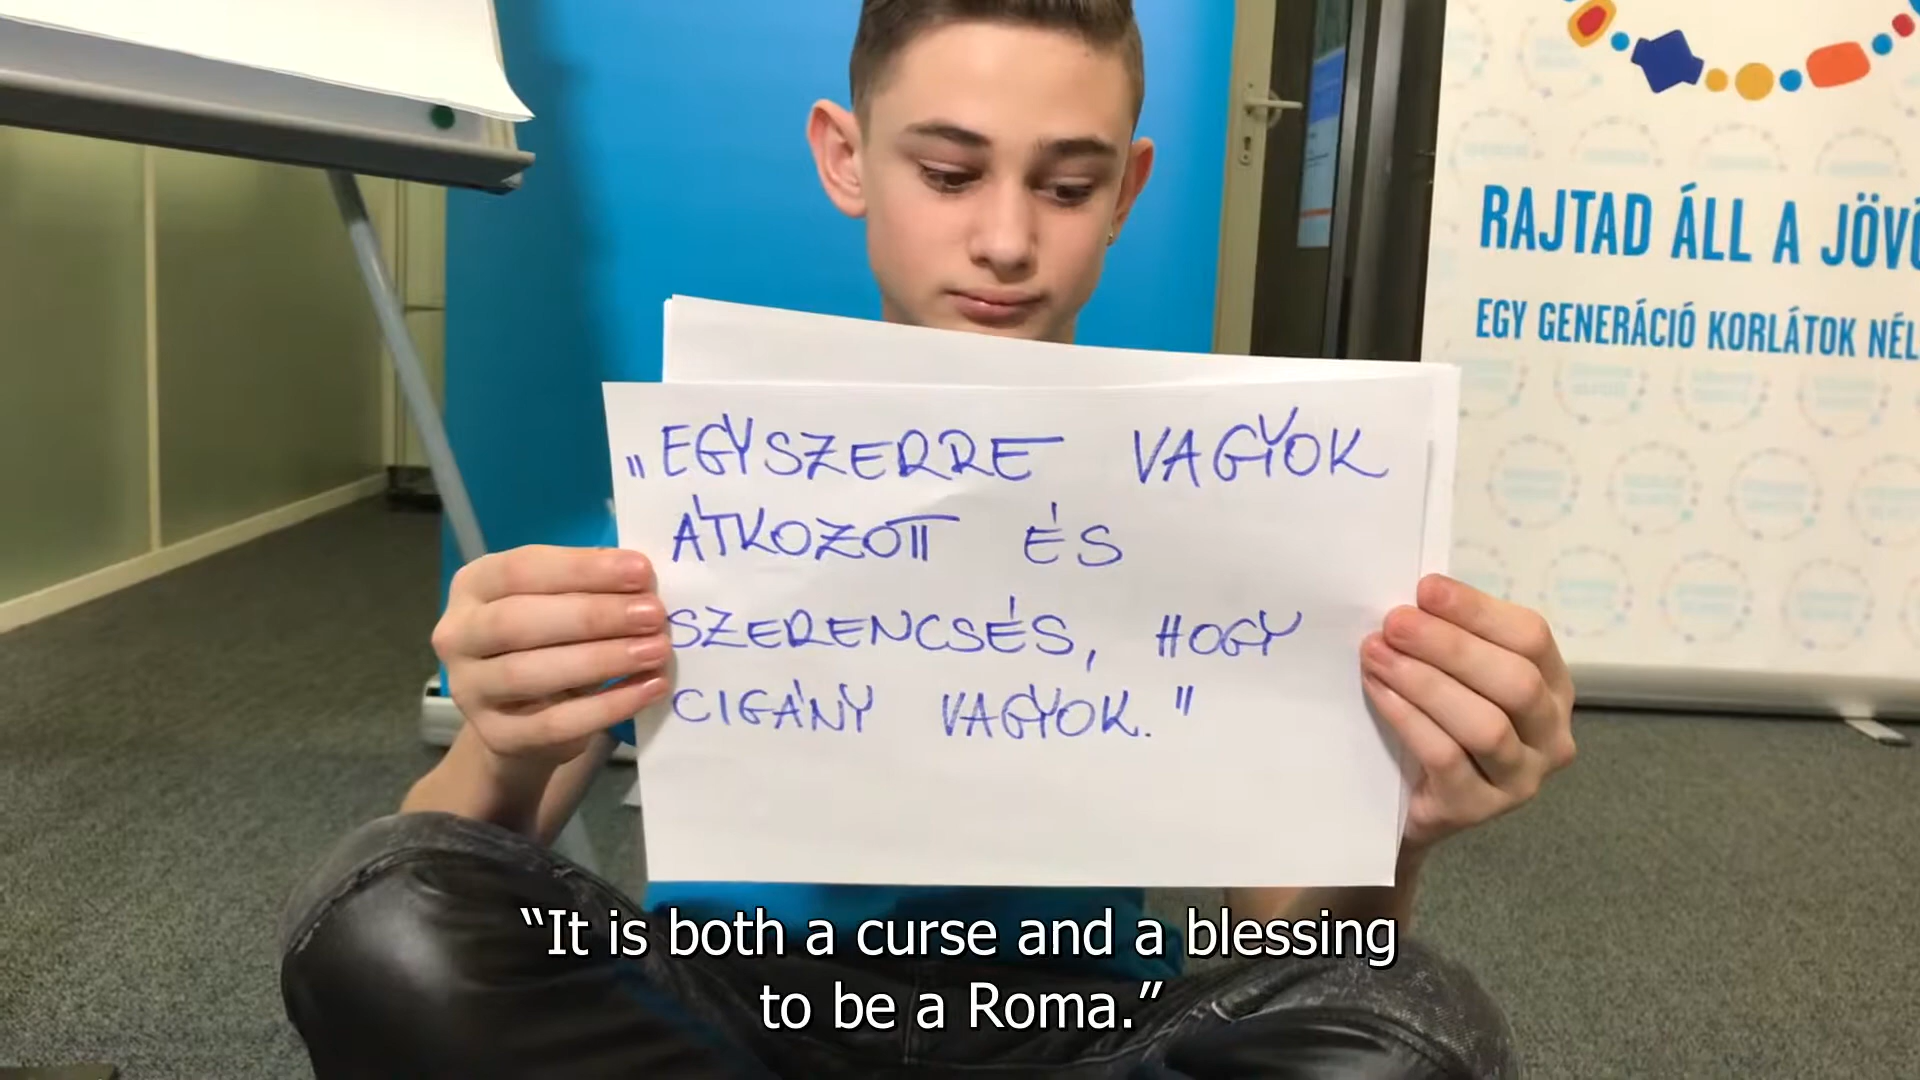 RAJTAD ÁLL A JÖVŐ
EGY GENERÁCIÓ KORLÁTOK NÉL
„EGYSZERRE VAGYOK
ÁTKOZOTT ÉS
SZERENCSÉS, HOGY
CIGÁNY VAGYOK."
“It is both a curse and a blessing
to be a Roma.”